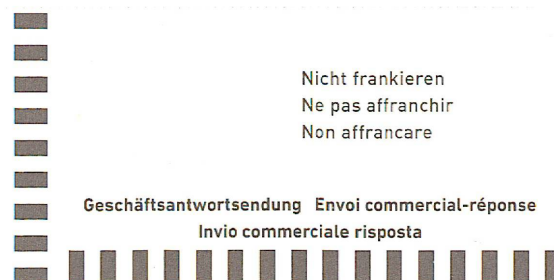 Nicht frankieren
Ne pas affranchir
Non affrancare
Geschäftsantwortsendung Envoi commercial-réponse
Invio commerciale risposta